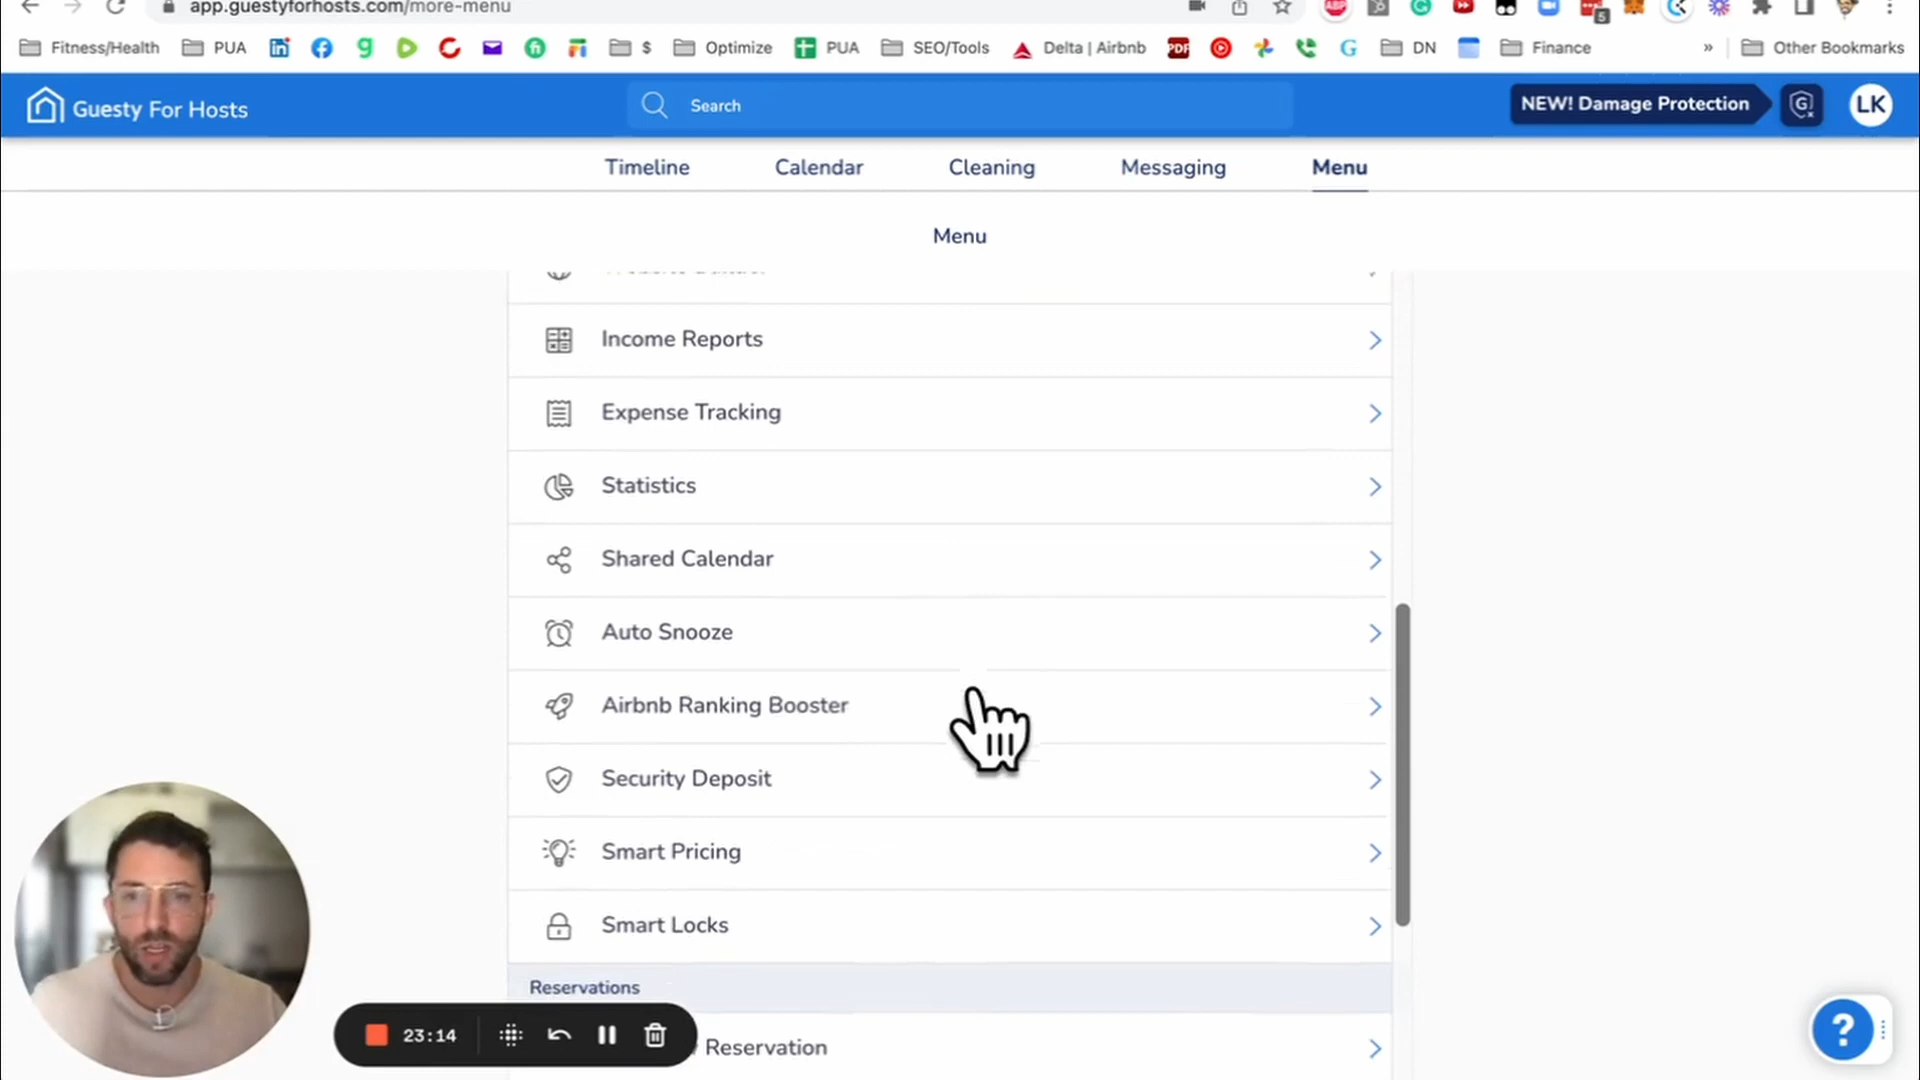 app.guestyforhosts.com/more-menu
5
Fitness/Health PUA $ Optimize PUA SEO/Tools Delta | Airbnb PDF DN Finance » Other Bookmarks
Guesty For Hosts
Search
NEW! Damage Protection
LK
Timeline Calendar Cleaning Messaging Menu
Menu
Income Reports
Expense Tracking
Statistics
Shared Calendar
Auto Snooze
Airbnb Ranking Booster
Security Deposit
Smart Pricing
Smart Locks
Reservations
23:14
Reservation
?